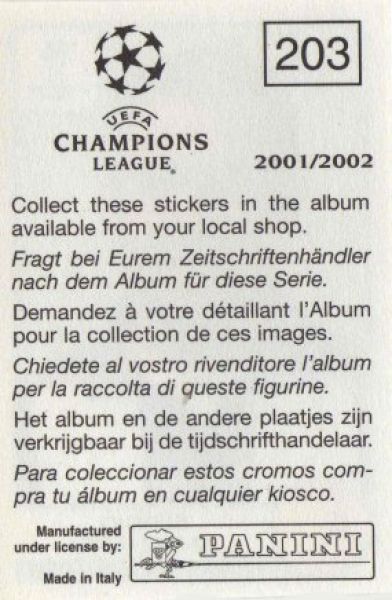 203
UEFA
CHAMPIONS
LEAGUE®
2001/2002
Collect these stickers in the album
available from your local shop.
Fragt bei Eurem Zeitschriftenhändler
nach dem Album für diese Serie.
Demandez à votre détaillant l'Album
pour la collection de ces images.
Chiedete al vostro rivenditore l'album
per la raccolta di queste figurine.
Het album en de andere plaatjes zijn
verkrijgbaar bij de tijdschrifthandelaar.
Para coleccionar estos cromos com-
pra tu álbum en cualquier kiosco.
Manufactured
under license by:
Made in Italy
PANINI